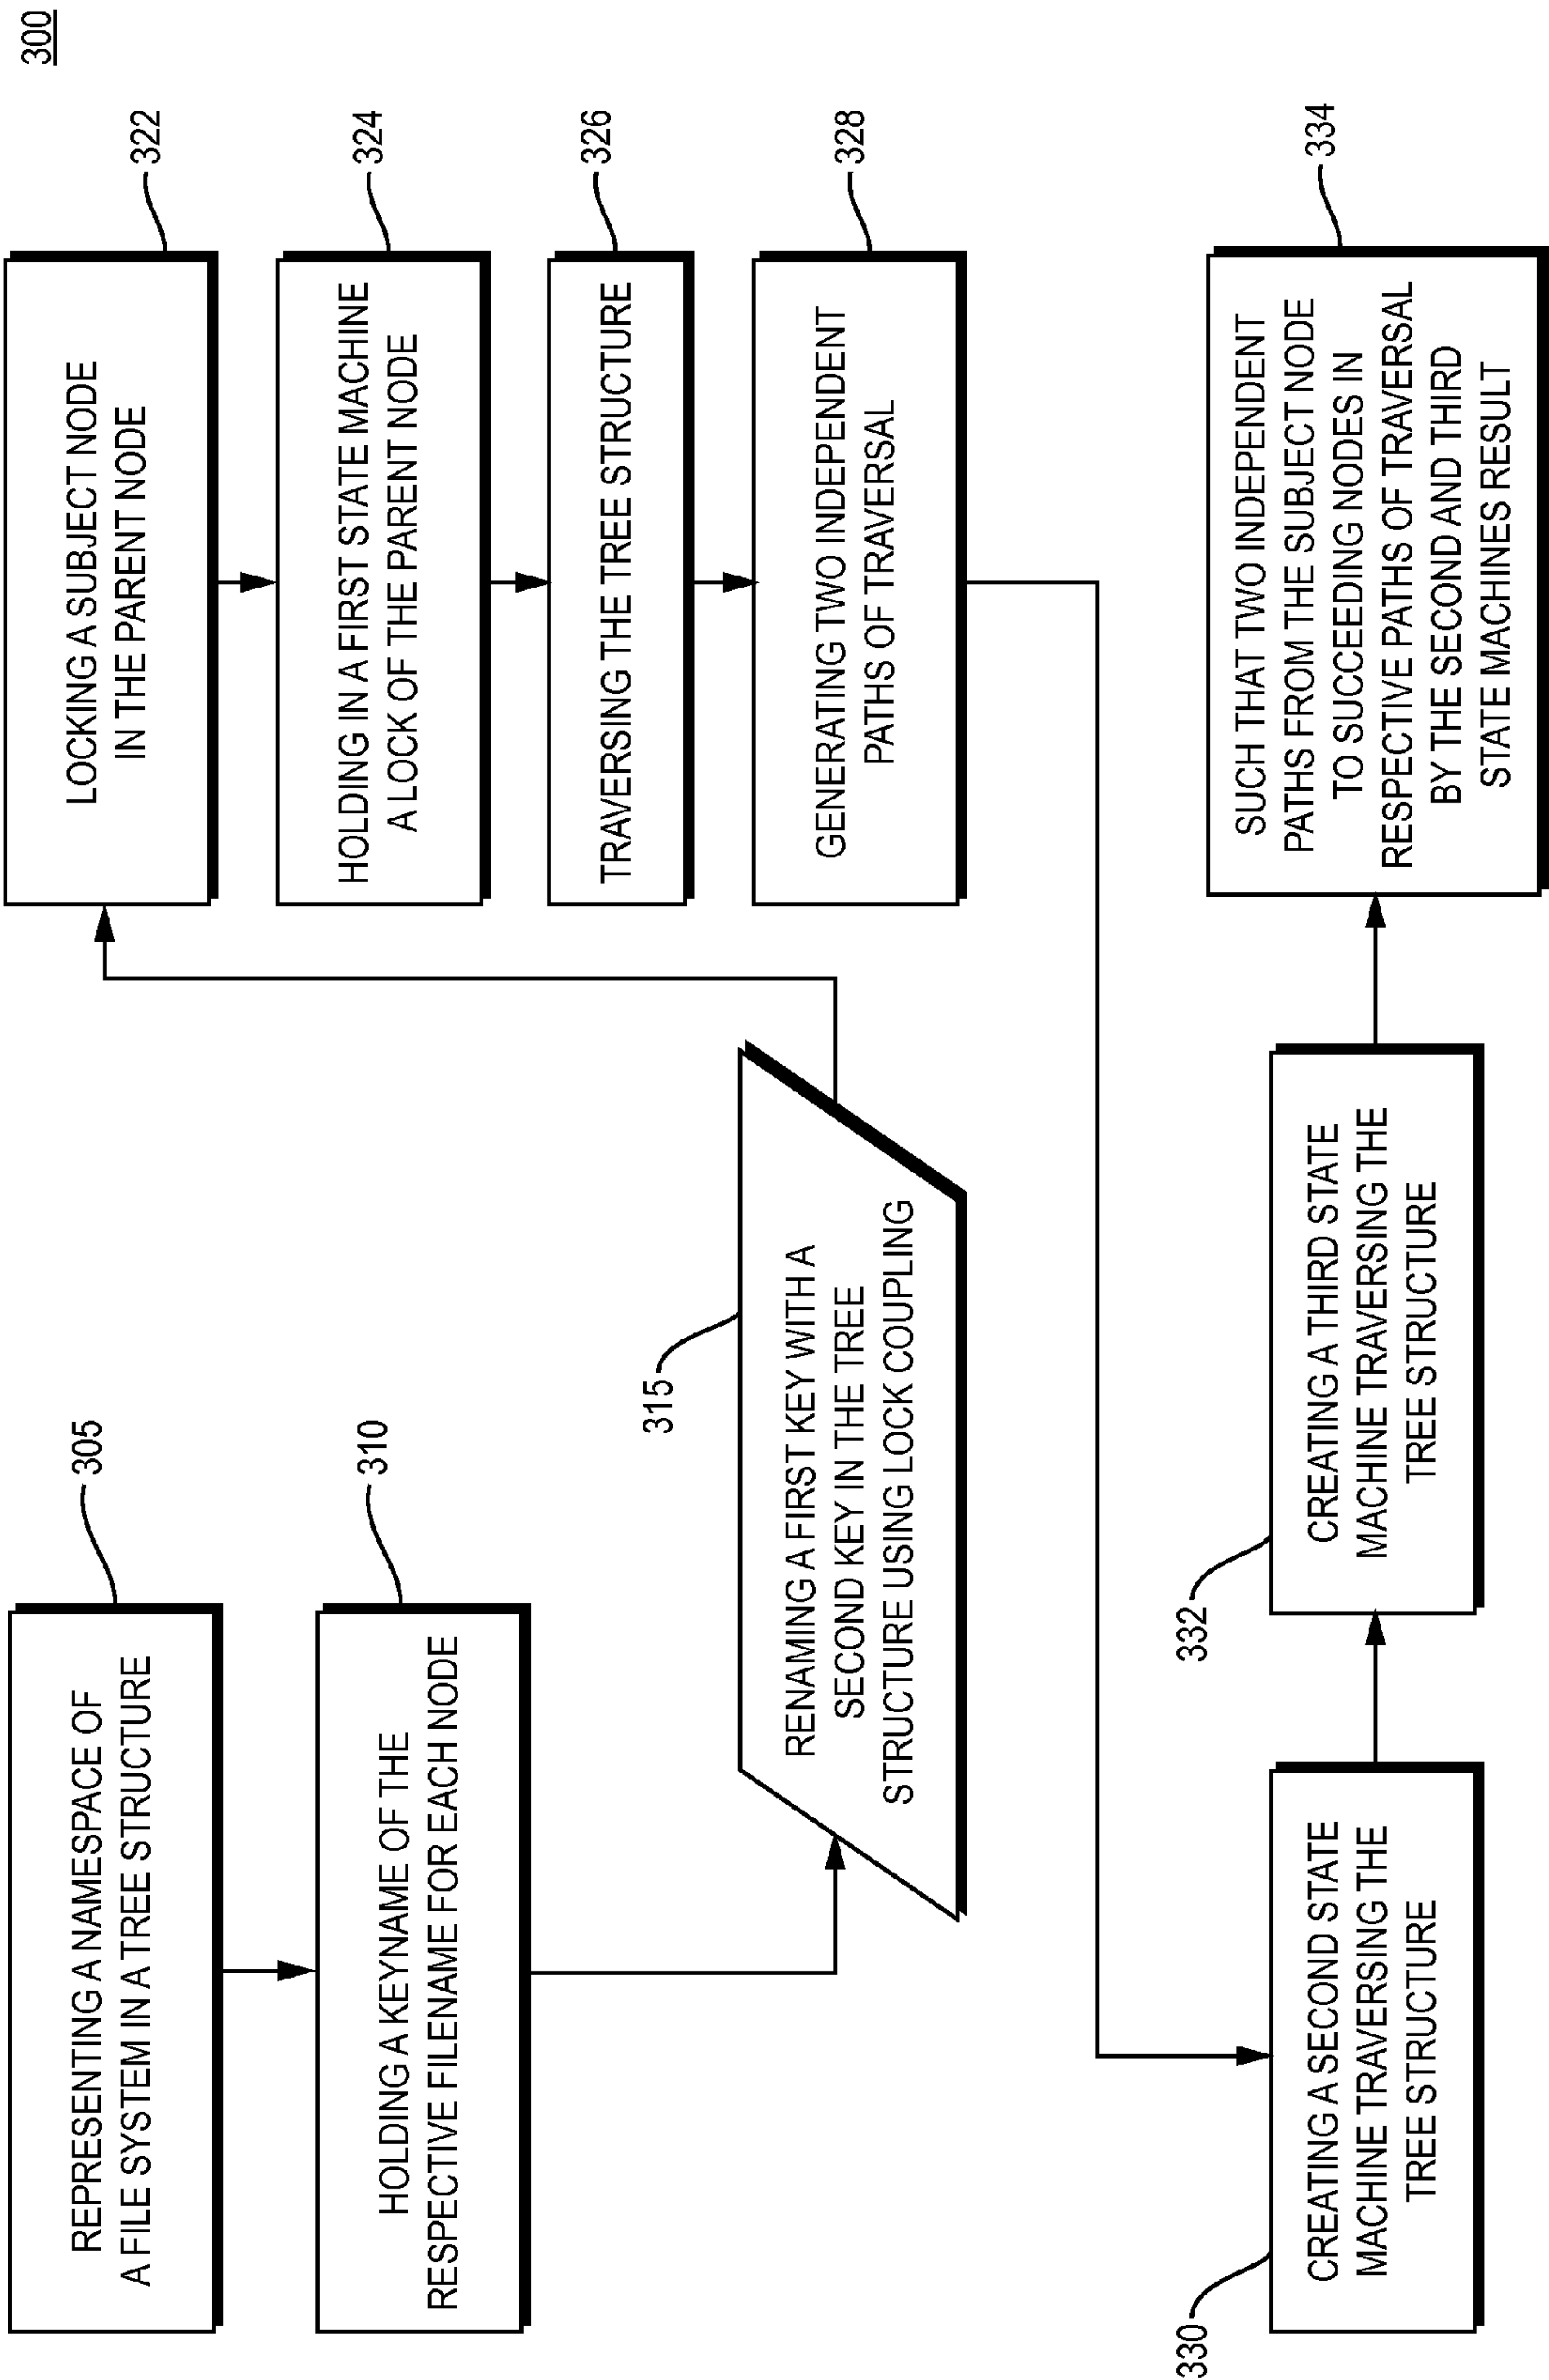 300
REPRESENTING A NAMESPACE OF
A FILE SYSTEM IN A TREE STRUCTURE
305
HOLDING A KEYNAME OF THE
RESPECTIVE FILENAME FOR EACH NODE
310
315
RENAMING A FIRST KEY WITH A
SECOND KEY IN THE TREE
STRUCTURE USING LOCK COUPLING
LOCKING A SUBJECT NODE
IN THE PARENT NODE
322
HOLDING IN A FIRST STATE MACHINE
A LOCK OF THE PARENT NODE
324
TRAVERSING THE TREE STRUCTURE
326
GENERATING TWO INDEPENDENT
PATHS OF TRAVERSAL
328
330
CREATING A SECOND STATE
MACHINE TRAVERSING THE
TREE STRUCTURE
332
CREATING A THIRD STATE
MACHINE TRAVERSING THE
TREE STRUCTURE
334
SUCH THAT TWO INDEPENDENT
PATHS FROM THE SUBJECT NODE
TO SUCCEEDING NODES IN
RESPECTIVE PATHS OF TRAVERSAL
BY THE SECOND AND THIRD
STATE MACHINES RESULT